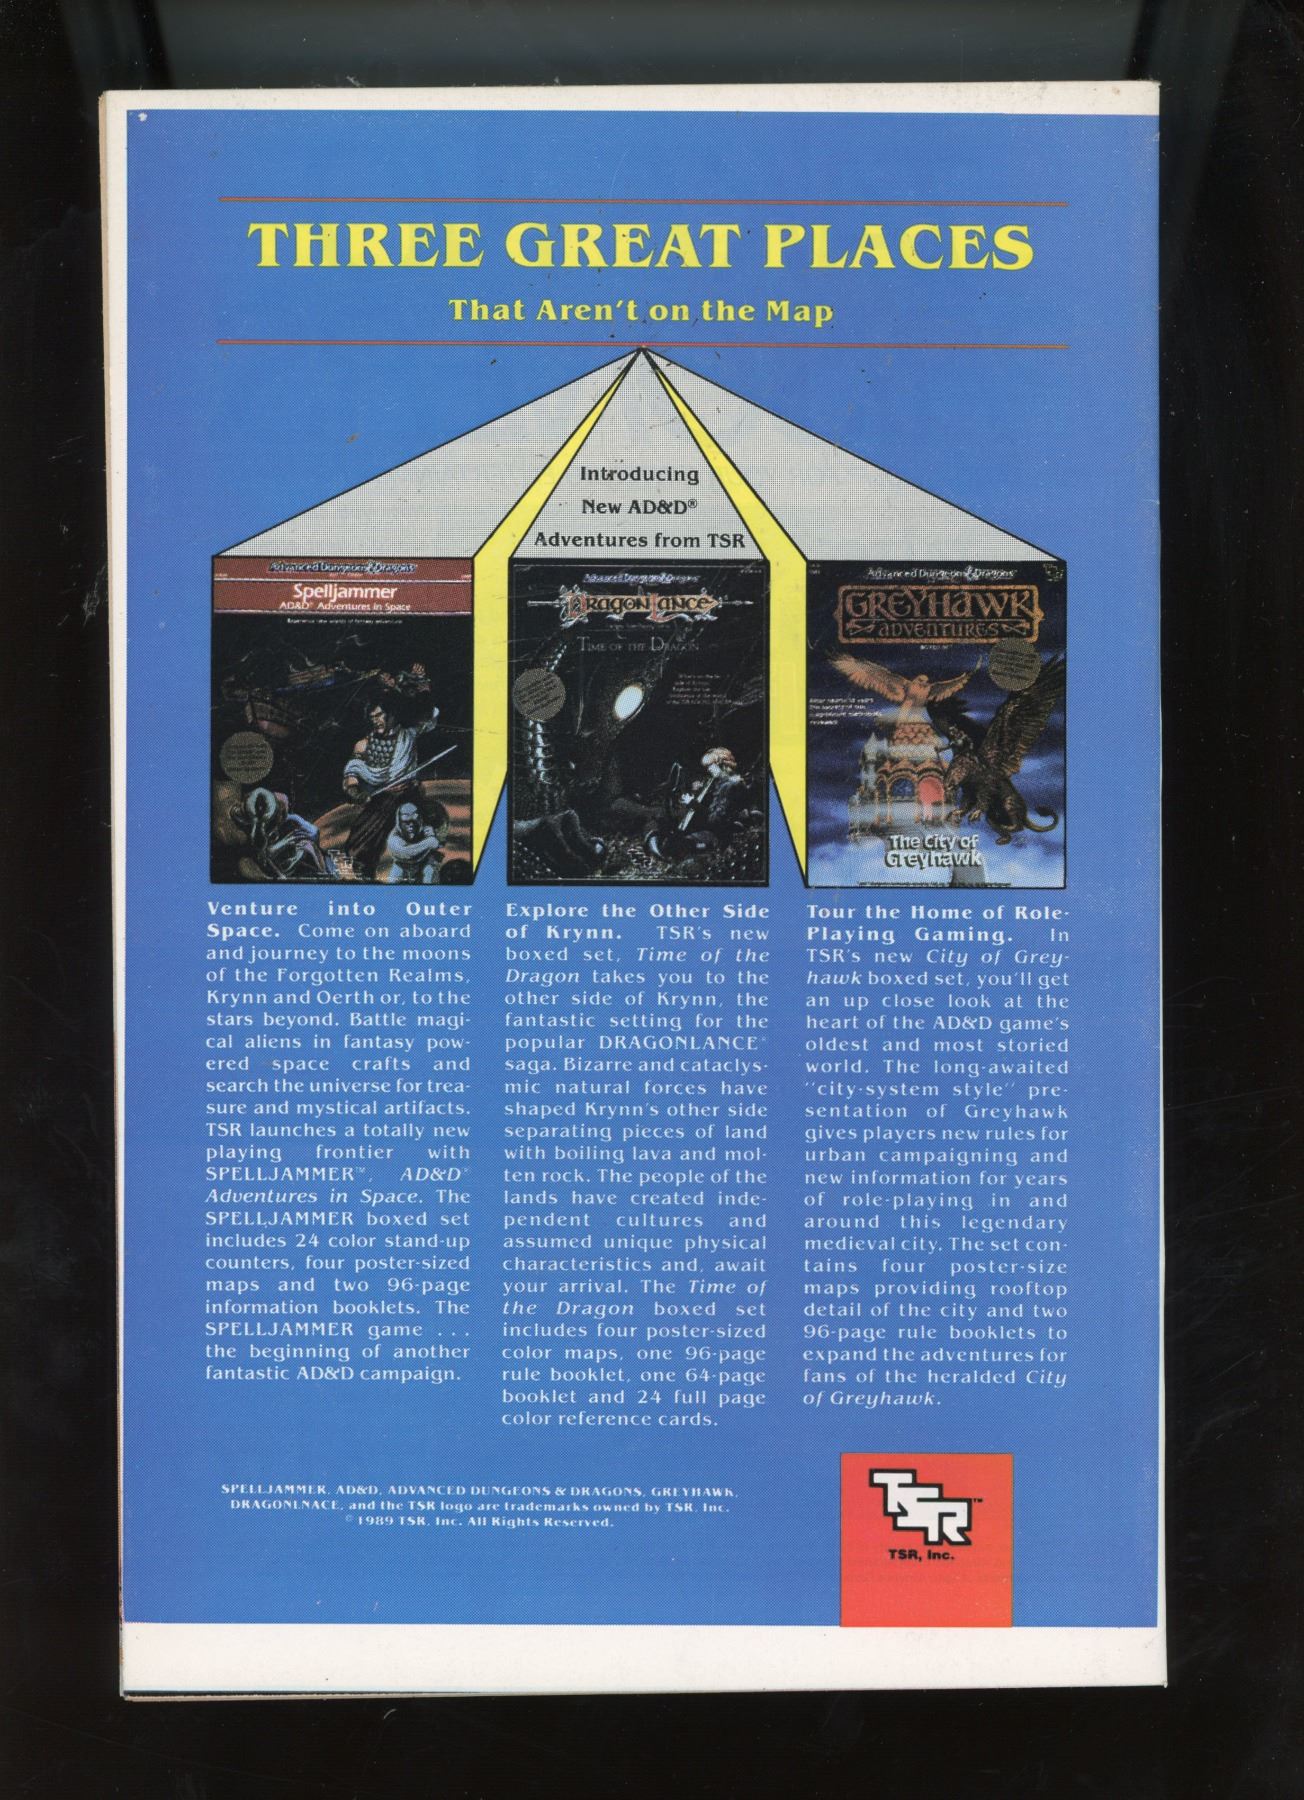 THREE GREAT PLACES
That Aren't on the Map
Introducing
New AD&D®
Adventures from TSR
Advanced Dungeons & Dragons
Spelljammer
AD&D® Adventures in Space
Advanced Dungeons & Dragons
DRAGONLANCE
TIME OF THE DRAGON
Advanced Dungeons & Dragons
GREYHAWK
ADVENTURES
The City of
Greyhawk
Venture into Outer
Space. Come on aboard
and journey to the moons
of the Forgotten Realms,
Krynn and Oerth or, to the
stars beyond. Battle magi-
cal aliens in fantasy pow-
ered space crafts and
search the universe for trea-
sure and mystical artifacts.
TSR launches a totally new
playing frontier with
SPELLJAMMER™, AD&D®
Adventures in Space. The
SPELLJAMMER boxed set
includes 24 color stand-up
counters, four poster-sized
maps and two 96-page
information booklets. The
SPELLJAMMER game . . .
the beginning of another
fantastic AD&D campaign.
Explore the Other Side
of Krynn. TSR's new
boxed set, Time of the
Dragon takes you to the
other side of Krynn, the
fantastic setting for the
popular DRAGONLANCE®
saga. Bizarre and cataclys-
mic natural forces have
shaped Krynn's other side
separating pieces of land
with boiling lava and mol-
ten rock. The people of the
lands have created inde-
pendent cultures and
assumed unique physical
characteristics and, await
your arrival. The Time of
the Dragon boxed set
includes four poster-sized
color maps, one 96-page
rule booklet, one 64-page
booklet and 24 full page
color reference cards.
Tour the Home of Role-
Playing Gaming. In
TSR's new City of Grey-
hawk boxed set, you'll get
an up close look at the
heart of the AD&D game's
oldest and most storied
world. The long-awaited
"city-system style" pre-
sentation of Greyhawk
gives players new rules for
urban campaigning and
new information for years
of role-playing in and
around this legendary
medieval city. The set con-
tains four poster-size
maps providing rooftop
detail of the city and two
96-page rule booklets to
expand the adventures for
fans of the heralded City
of Greyhawk.
SPELLJAMMER, AD&D, ADVANCED DUNGEONS & DRAGONS, GREYHAWK,
DRAGONLNACE, and the TSR logo are trademarks owned by TSR, Inc.
© 1989 TSR, Inc. All Rights Reserved.
TSR™
TSR, Inc.